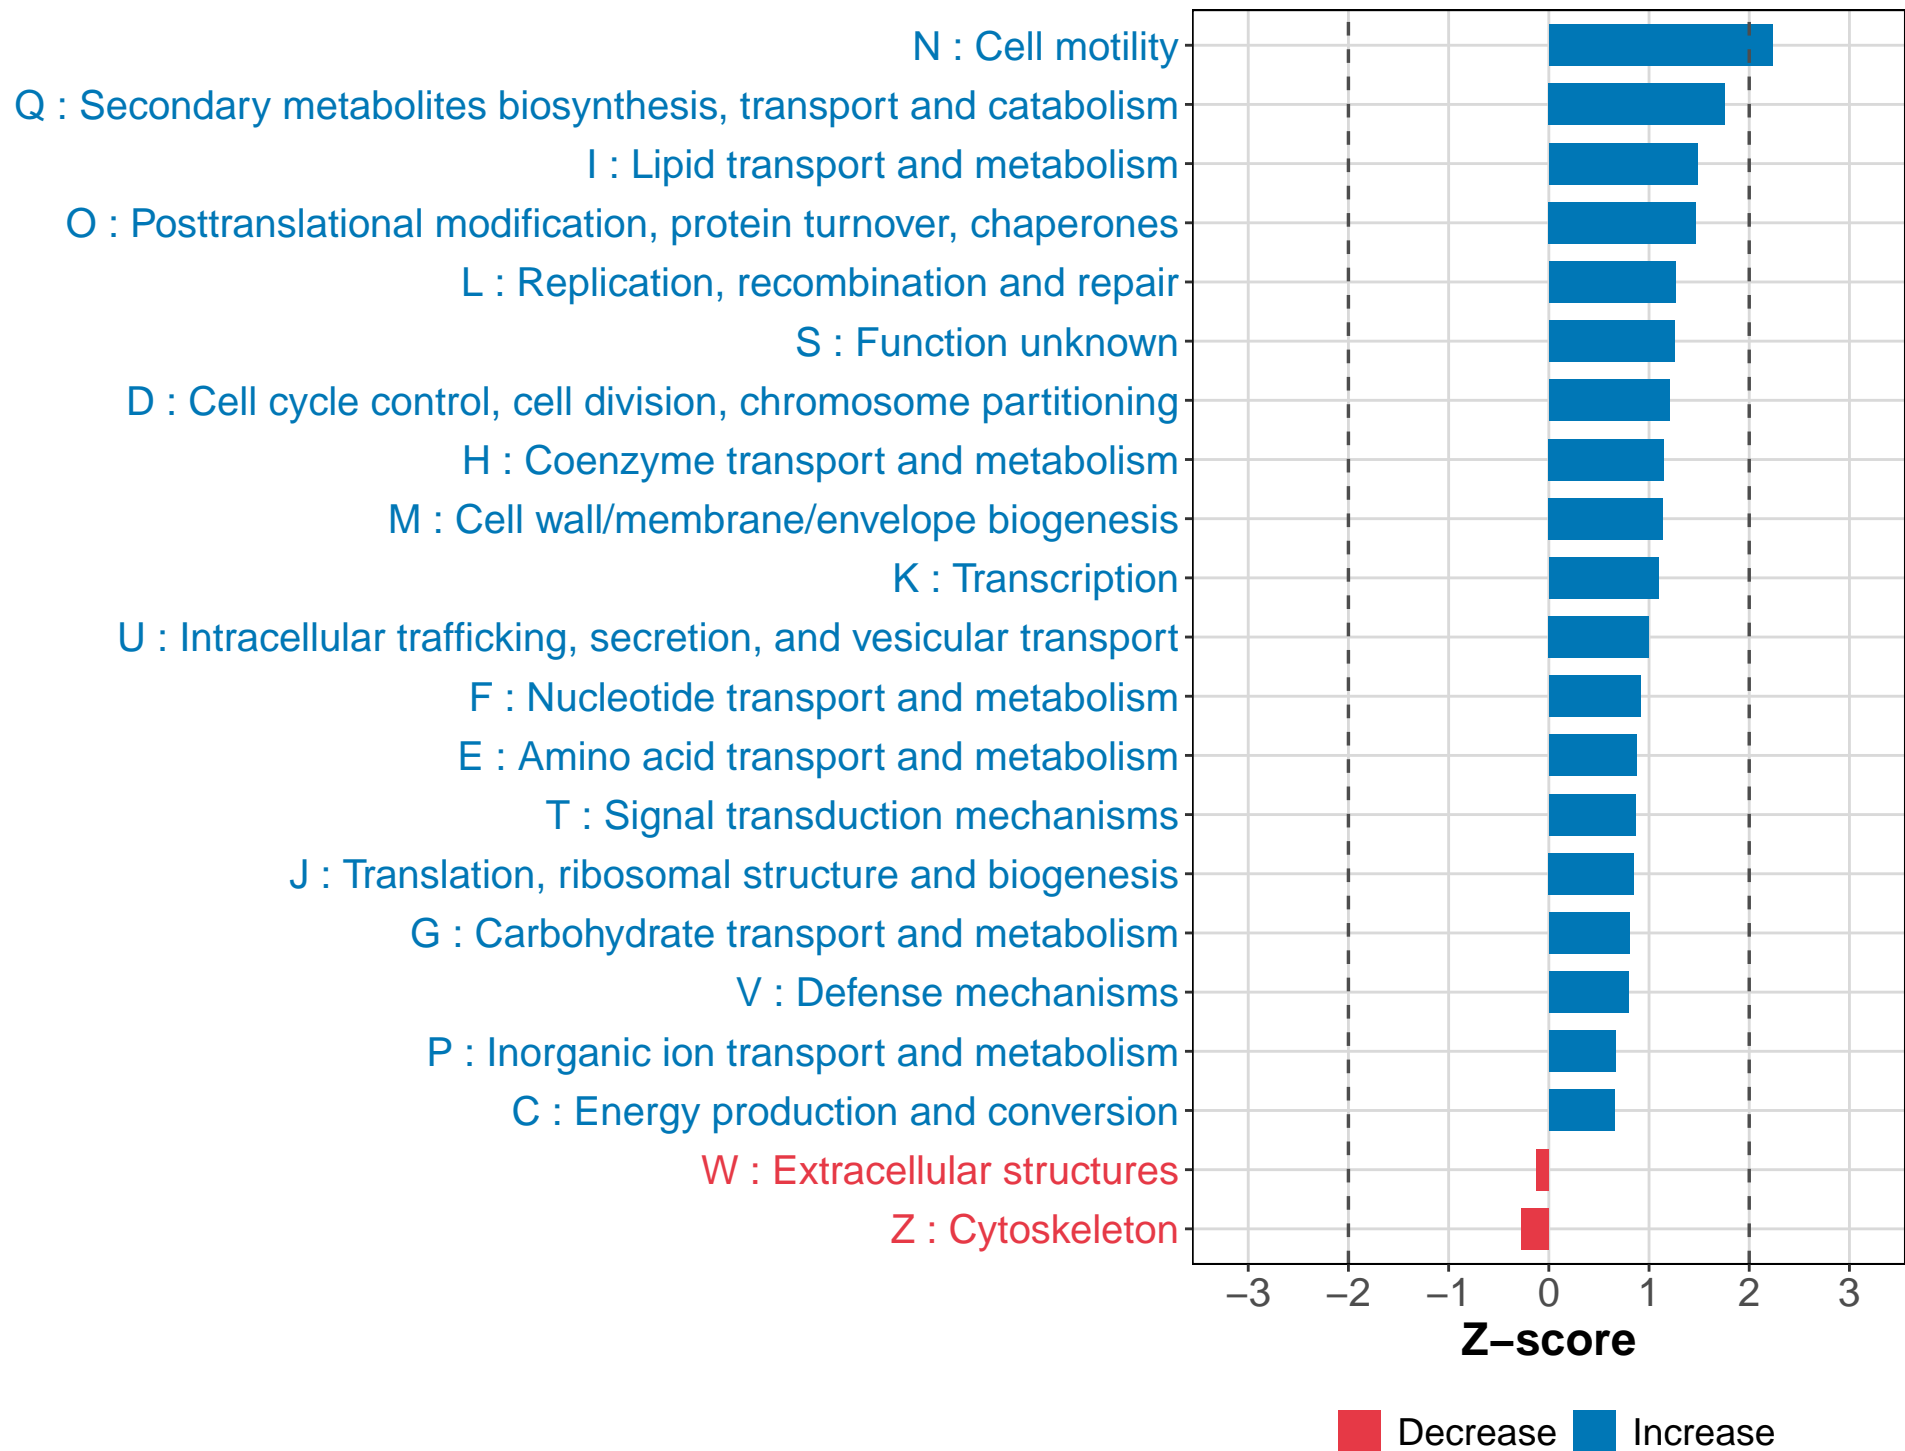 N : Cell motility
Q : Secondary metabolites biosynthesis, transport and catabolism
I : Lipid transport and metabolism
O : Posttranslational modification, protein turnover, chaperones
L : Replication, recombination and repair
S : Function unknown
D : Cell cycle control, cell division, chromosome partitioning
H : Coenzyme transport and metabolism
M : Cell wall/membrane/envelope biogenesis
K : Transcription
U : Intracellular trafficking, secretion, and vesicular transport
F : Nucleotide transport and metabolism
E : Amino acid transport and metabolism
T : Signal transduction mechanisms
J : Translation, ribosomal structure and biogenesis
G : Carbohydrate transport and metabolism
V : Defense mechanisms
P : Inorganic ion transport and metabolism
C : Energy production and conversion
W : Extracellular structures
Z : Cytoskeleton
−3 −2 −1 0 1 2 3
Z−score
Decrease Increase